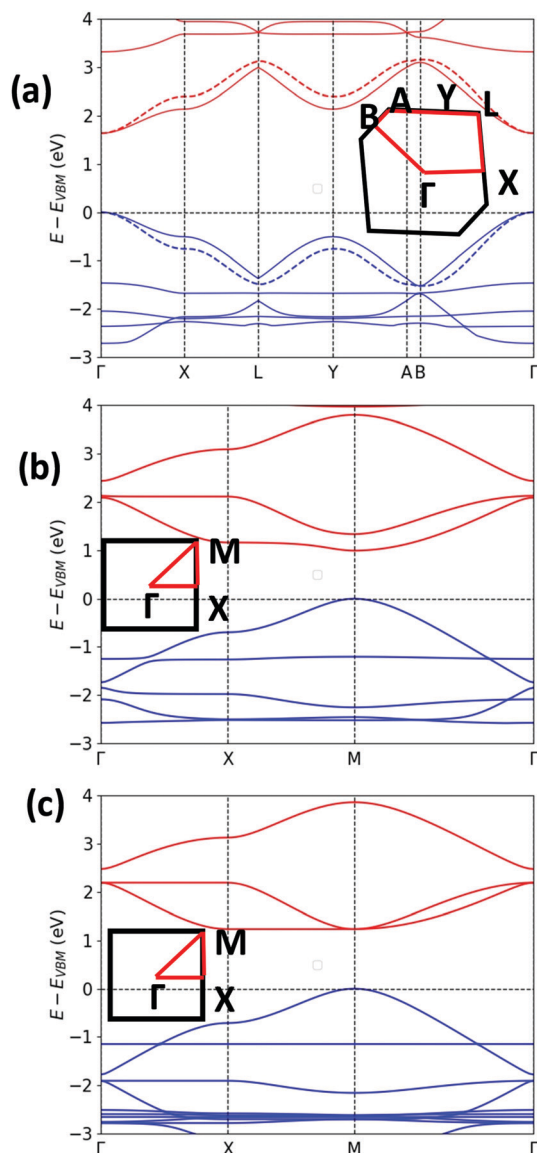 (a)
E − E_VBM (eV)
4
3
2
1
0
−1
−2
−3
B A Y L
Γ X
Γ X L Y A B Γ
(b)
E − E_VBM (eV)
4
3
2
1
0
−1
−2
−3
M
Γ X
Γ X M Γ
(c)
E − E_VBM (eV)
4
3
2
1
0
−1
−2
−3
M
Γ X
Γ X M Γ